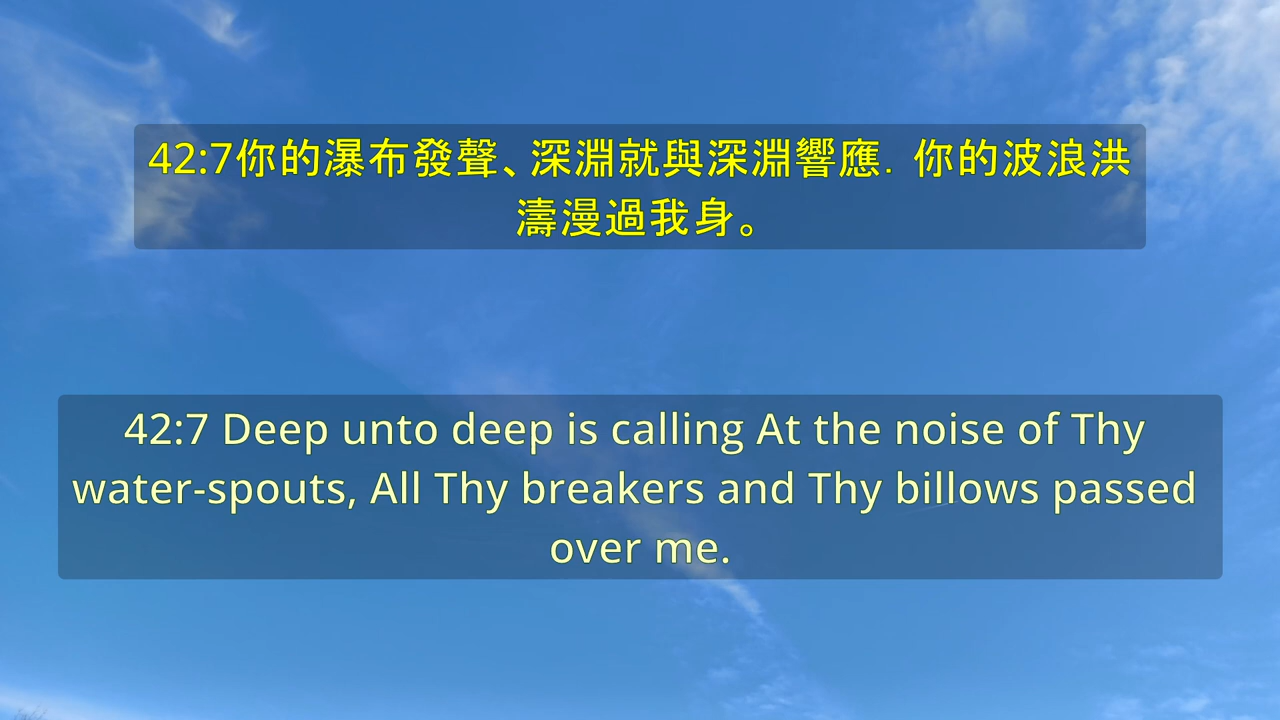 42:7你的瀑布發聲、深淵就與深淵響應．你的波浪洪
濤漫過我身。
42:7 Deep unto deep is calling At the noise of Thy
water-spouts, All Thy breakers and Thy billows passed
over me.